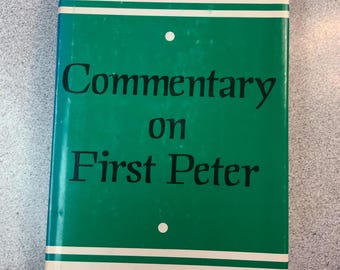 Commentary
on
First Peter